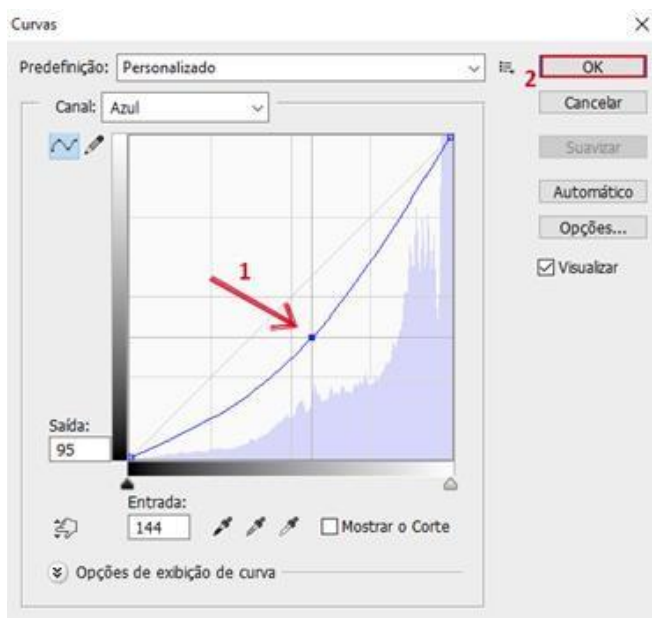 Curvas
Predefinição: Personalizado
2 OK
Canal: Azul
Cancelar
Suavizar
Automático
Opções...
Visualizar
1
Saída:
95
Entrada:
144
Mostrar o Corte
Opções de exibição de curva